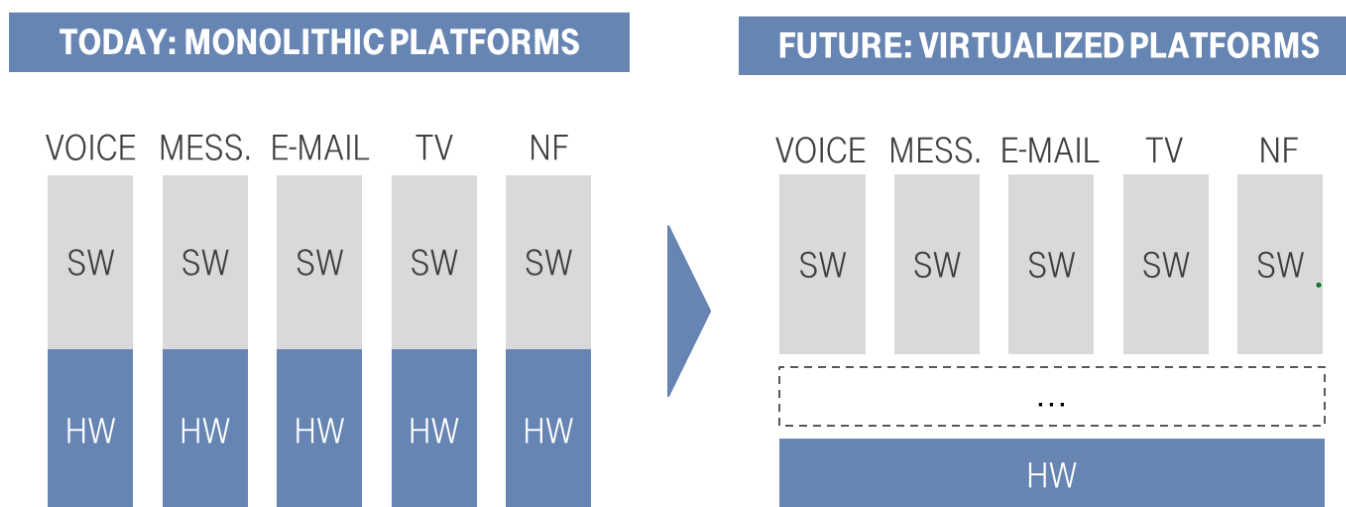 TODAY: MONOLITHIC PLATFORMS
VOICE MESS. E-MAIL TV NF
SW SW SW SW SW
HW HW HW HW HW
FUTURE: VIRTUALIZED PLATFORMS
VOICE MESS. E-MAIL TV NF
SW SW SW SW SW
...
HW